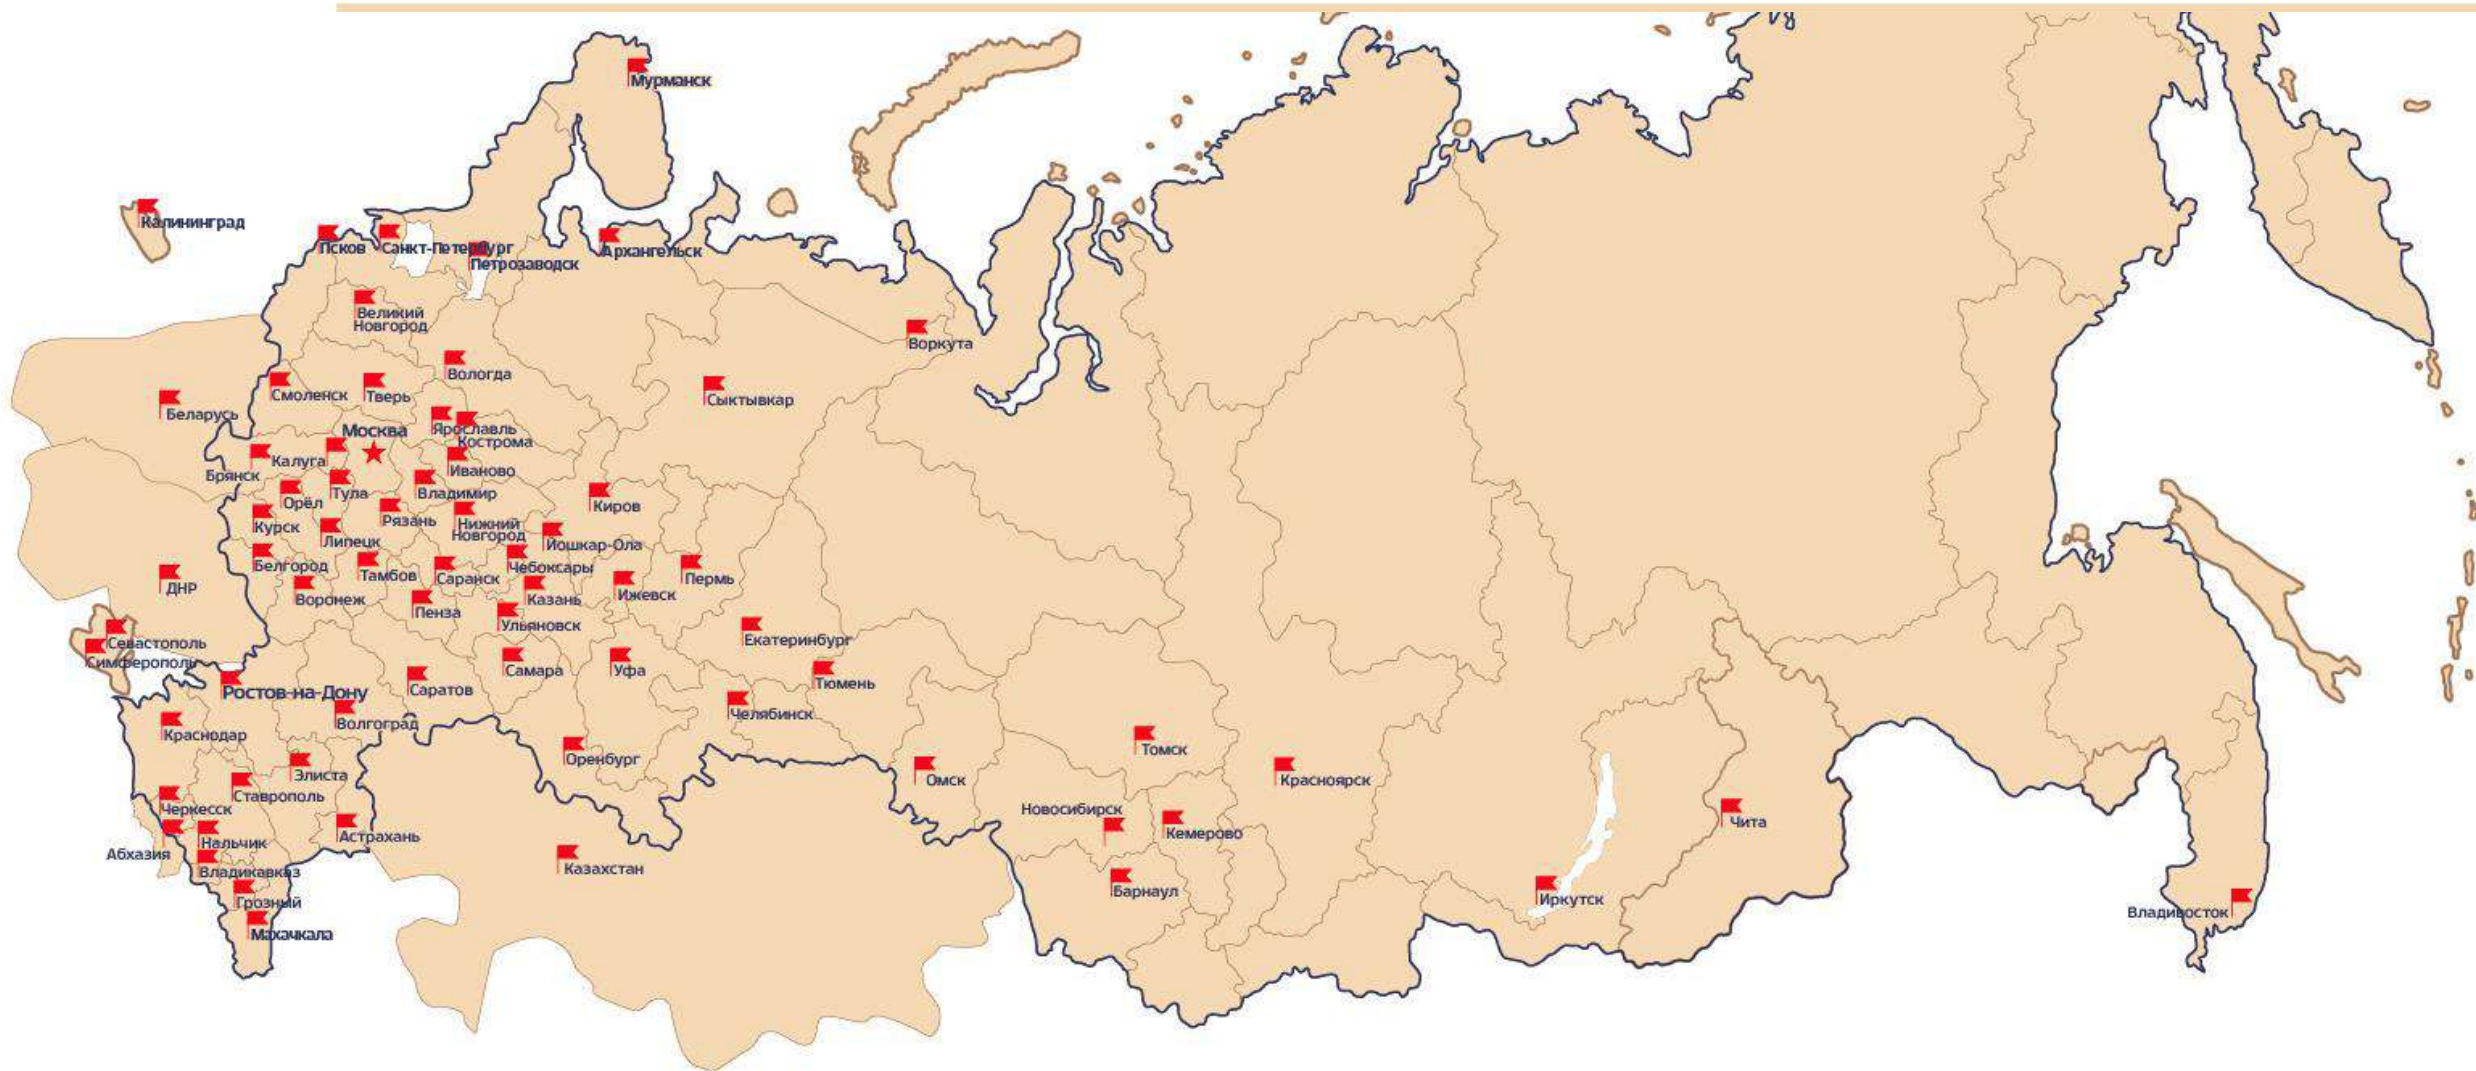 Мурманск
Калининград
Псков
Санкт-Петербург
Петрозаводск
Архангельск
Великий
Новгород
Воркута
Вологда
Смоленск
Тверь
Сыктывкар
Беларусь
Ярославль
Москва
Кострома
Калуга
Иваново
Брянск
Тула
Владимир
Орёл
Киров
Рязань
Курск
Нижний
Новгород
Липецк
Йошкар-Ола
Белгород
Чебоксары
Тамбов
Саранск
Пермь
ДНР
Ижевск
Воронеж
Казань
Пенза
Ульяновск
Екатеринбург
Севастополь
Симферополь
Самара
Уфа
Тюмень
Саратов
Ростов-на-Дону
Челябинск
Волгоград
Краснодар
Томск
Оренбург
Элиста
Омск
Красноярск
Ставрополь
Черкесск
Новосибирск
Чита
Кемерово
Астрахань
Нальчик
Абхазия
Казахстан
Владикавказ
Барнаул
Иркутск
Грозный
Владивосток
Махачкала